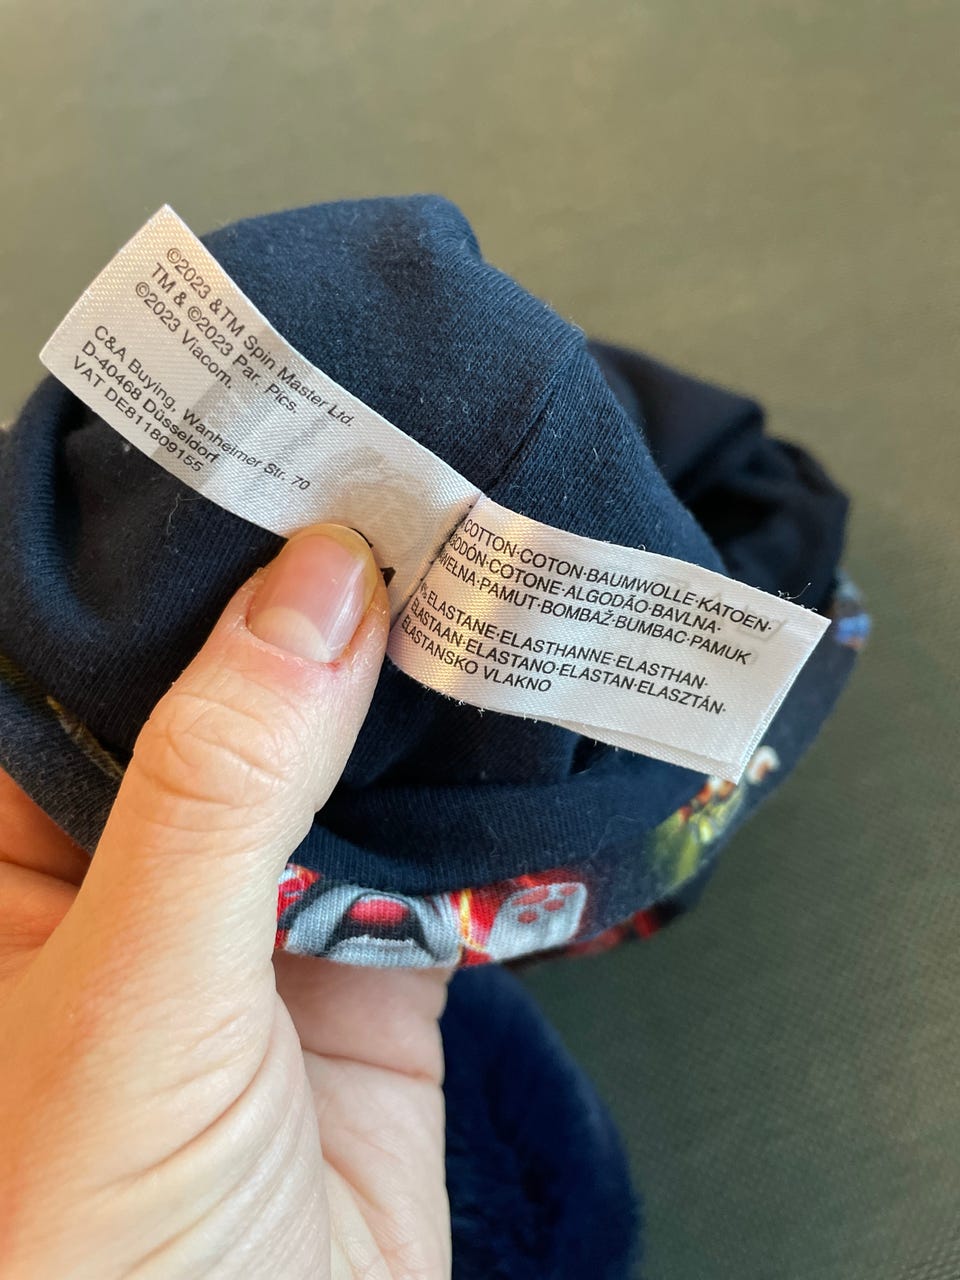 ©2023 &TM Spin Master Ltd.
TM & ©2023 Par. Pics.
©2023 Viacom.
C&A Buying, Wanheimer Str. 70
D-40468 Düsseldorf
VAT DE811809155
COTTON·COTON·BAUMWOLLE·KATOEN·
COTONE·ALGODÃO·BAVLNA·
PAMUT·BOMBAŽ·BUMBAC·PAMUK
ELASTANE·ELASTHANNE·ELASTHAN·
ELASTAAN·ELASTANO·ELASTAN·ELASZTÁN·
ELASTANSKO VLAKNO